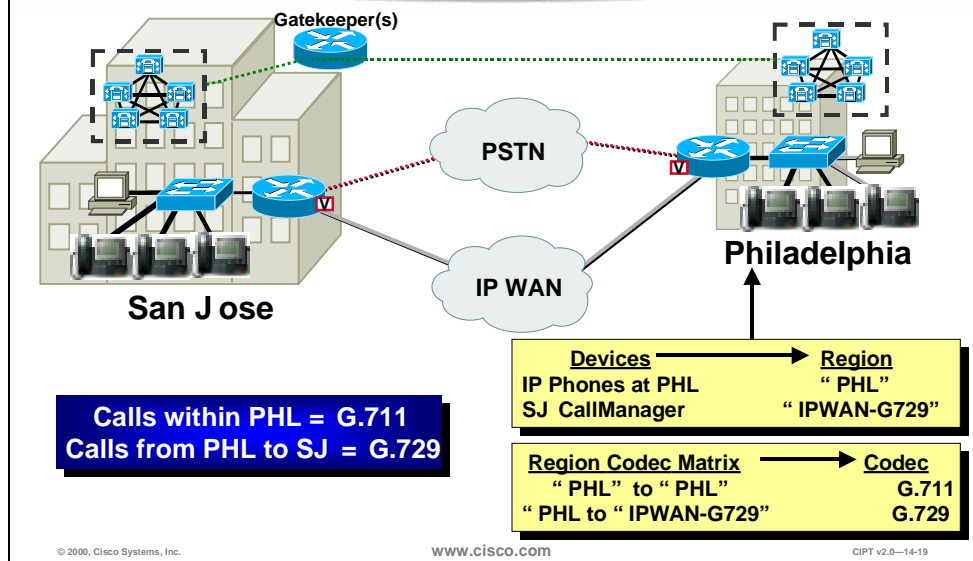 Gatekeeper(s)
PSTN
V
V
IP WAN
San J ose
Philadelphia
Devices Region
IP Phones at PHL “ PHL”
SJ CallManager “ IPWAN-G729”
Calls within PHL = G.711
Calls from PHL to SJ = G.729
Region Codec Matrix Codec
“ PHL” to “ PHL” G.711
“ PHL to “ IPWAN-G729” G.729
© 2000, Cisco Systems, Inc. www.cisco.com CIPT v2.0—14-19